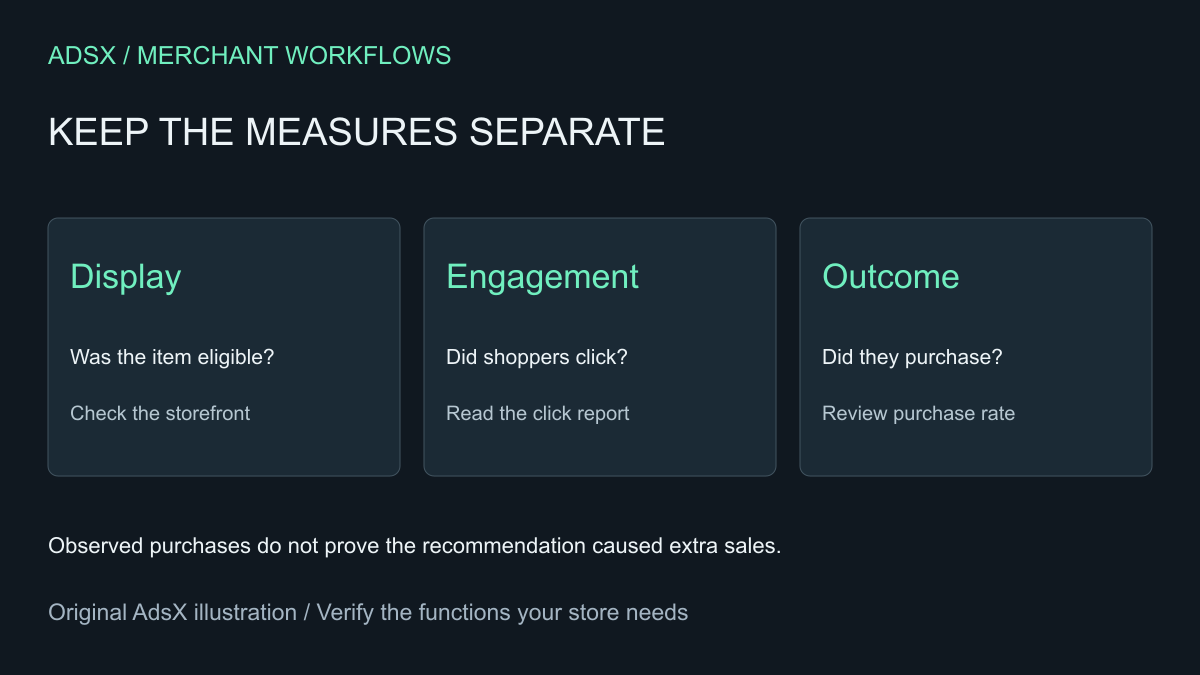 ADSX / MERCHANT WORKFLOWS
KEEP THE MEASURES SEPARATE
Display
Was the item eligible?
Check the storefront
Engagement
Did shoppers click?
Read the click report
Outcome
Did they purchase?
Review purchase rate
Observed purchases do not prove the recommendation caused extra sales.
Original AdsX illustration / Verify the functions your store needs